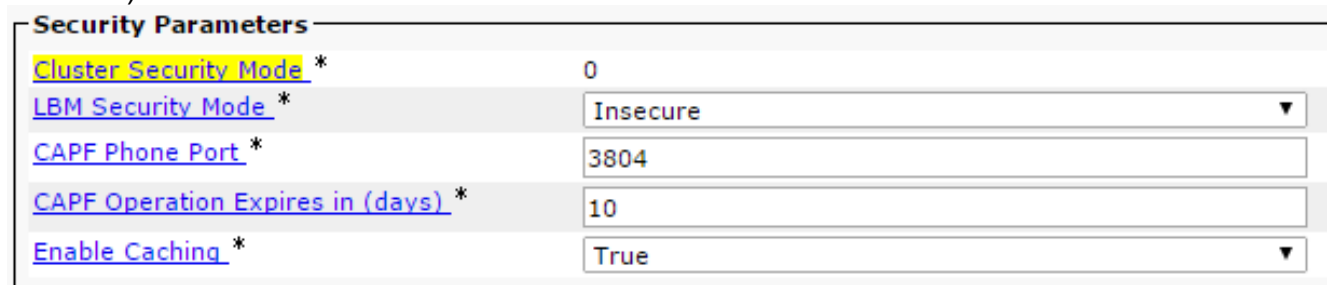 Security Parameters
Cluster Security Mode * 0
LBM Security Mode * Insecure
CAPF Phone Port * 3804
CAPF Operation Expires in (days) * 10
Enable Caching * True